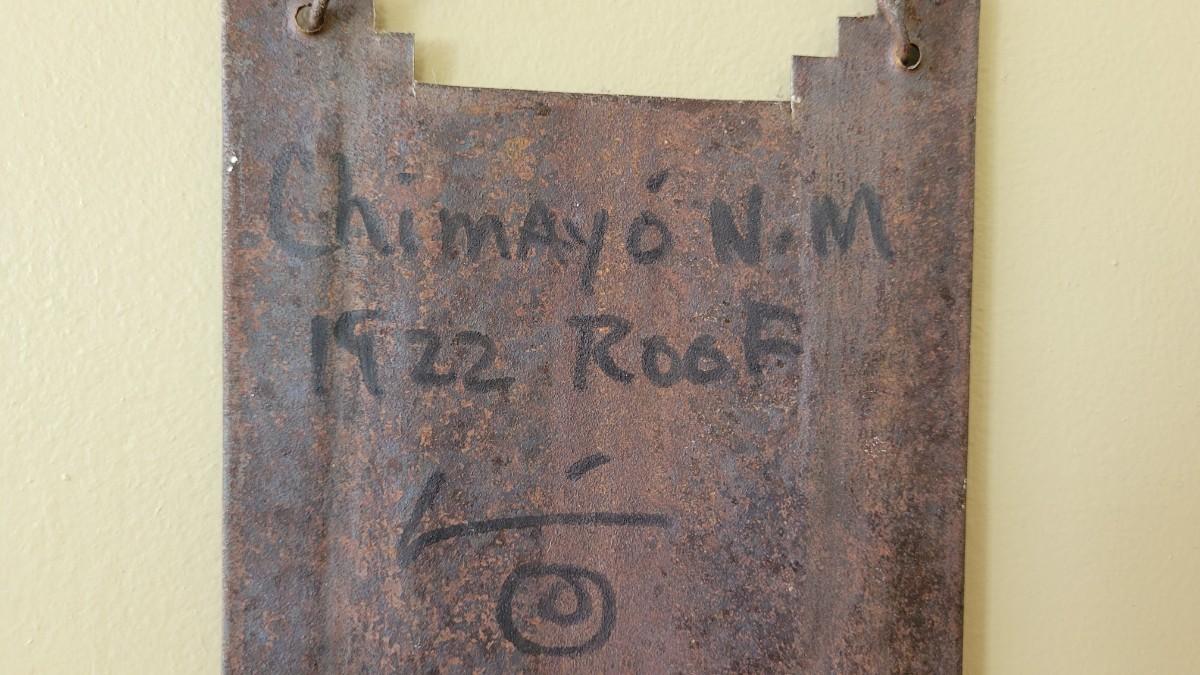 ChimAyó N.M
1922 RooF